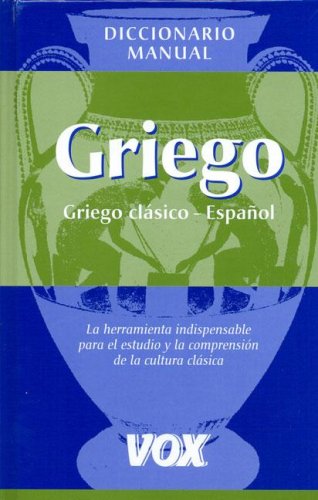 DICCIONARIO
MANUAL
Griego
Griego clásico - Español
La herramienta indispensable
para el estudio y la comprensión
de la cultura clásica
VOX